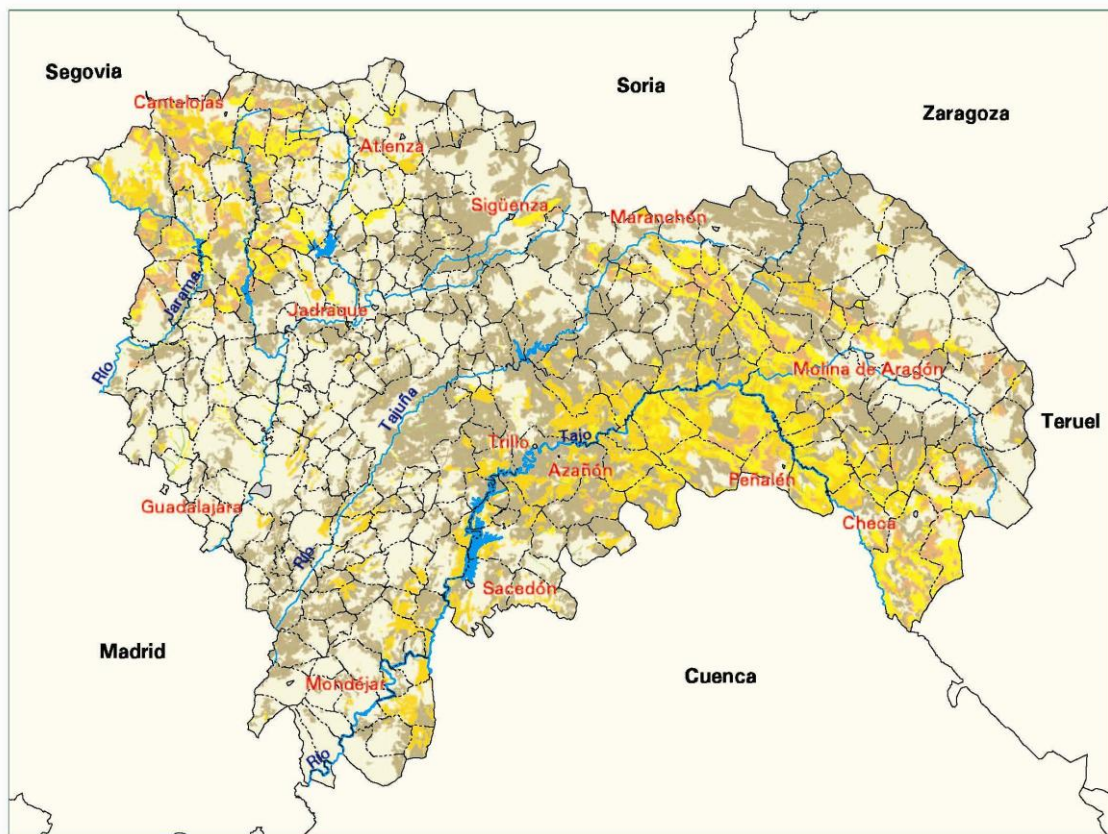 Segovia
Soria
Zaragoza
Cantalojas
Atienza
Sigüenza
Maranchón
Río Jarama
Jadraque
Molina de Aragón
Río Tajuña
Teruel
Trillo
Tajo
Azañón
Peñalén
Guadalajara
Checa
Sacedón
Madrid
Cuenca
Mondéjar
Río